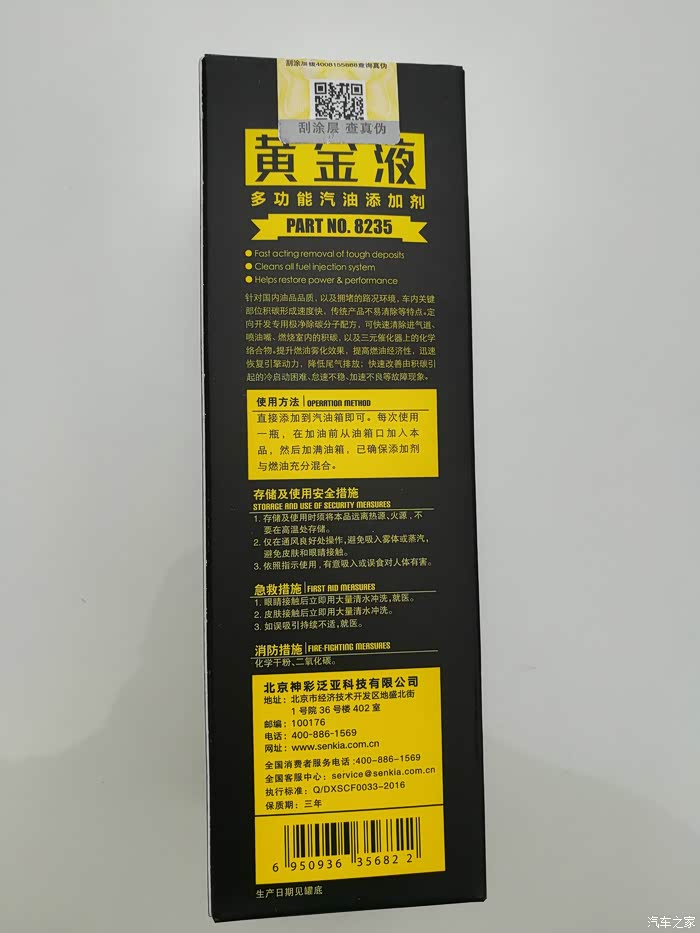 刮涂层 4008155888查询真伪
刮涂层 查真伪
黄金液
多功能汽油添加剂
PART NO. 8235
Fast acting removal of tough deposits
Cleans all fuel injection system
Helps restore power & performance
针对国内油品品质，以及拥堵的路况环境，车内关键
部位积碳形成速度快，传统产品不易清除等特点。定
向开发专用极净除碳分子配方，可快速清除进气道、
喷油嘴、燃烧室内的积碳，以及三元催化器上的化学
络合物。提升燃油雾化效果，提高燃油经济性，迅速
恢复引擎动力，降低尾气排放；快速改善由积碳引
起的冷启动困难、怠速不稳、加速不良等故障现象。
使用方法 OPERATION METHOD
直接添加到汽油箱即可。每次使用
一瓶，在加油前从油箱口加入本
品，然后加满油箱，已确保添加剂
与燃油充分混合。
存储及使用安全措施
STORAGE AND USE OF SECURITY MEASURES
1. 存储及使用时须将本品远离热源、火源，不
要在高温处存储。
2. 仅在通风良好处操作，避免吸入雾体或蒸汽，
避免皮肤和眼睛接触。
3. 依照指示使用，有意吸入或误食对人体有害。
急救措施 FIRST AID MEASURES
1. 眼睛接触后立即用大量清水冲洗，就医。
2. 皮肤接触后立即用大量清水冲洗。
3. 如误吸引持续不适，就医。
消防措施 FIRE-FIGHTING MEASURES
化学干粉、二氧化碳。
北京神彩泛亚科技有限公司
地址：北京市经济技术开发区地盛北街
1号院 36号楼 402室
邮编：100176
电话：400-886-1569
网址：www.senkia.com.cn
全国消费者服务电话:400-886-1569
全国客服中心：service@senkia.com.cn
执行标准：Q/DXSCF0033-2016
保质期：三年
6 950936 356822
生产日期见罐底
汽车之家